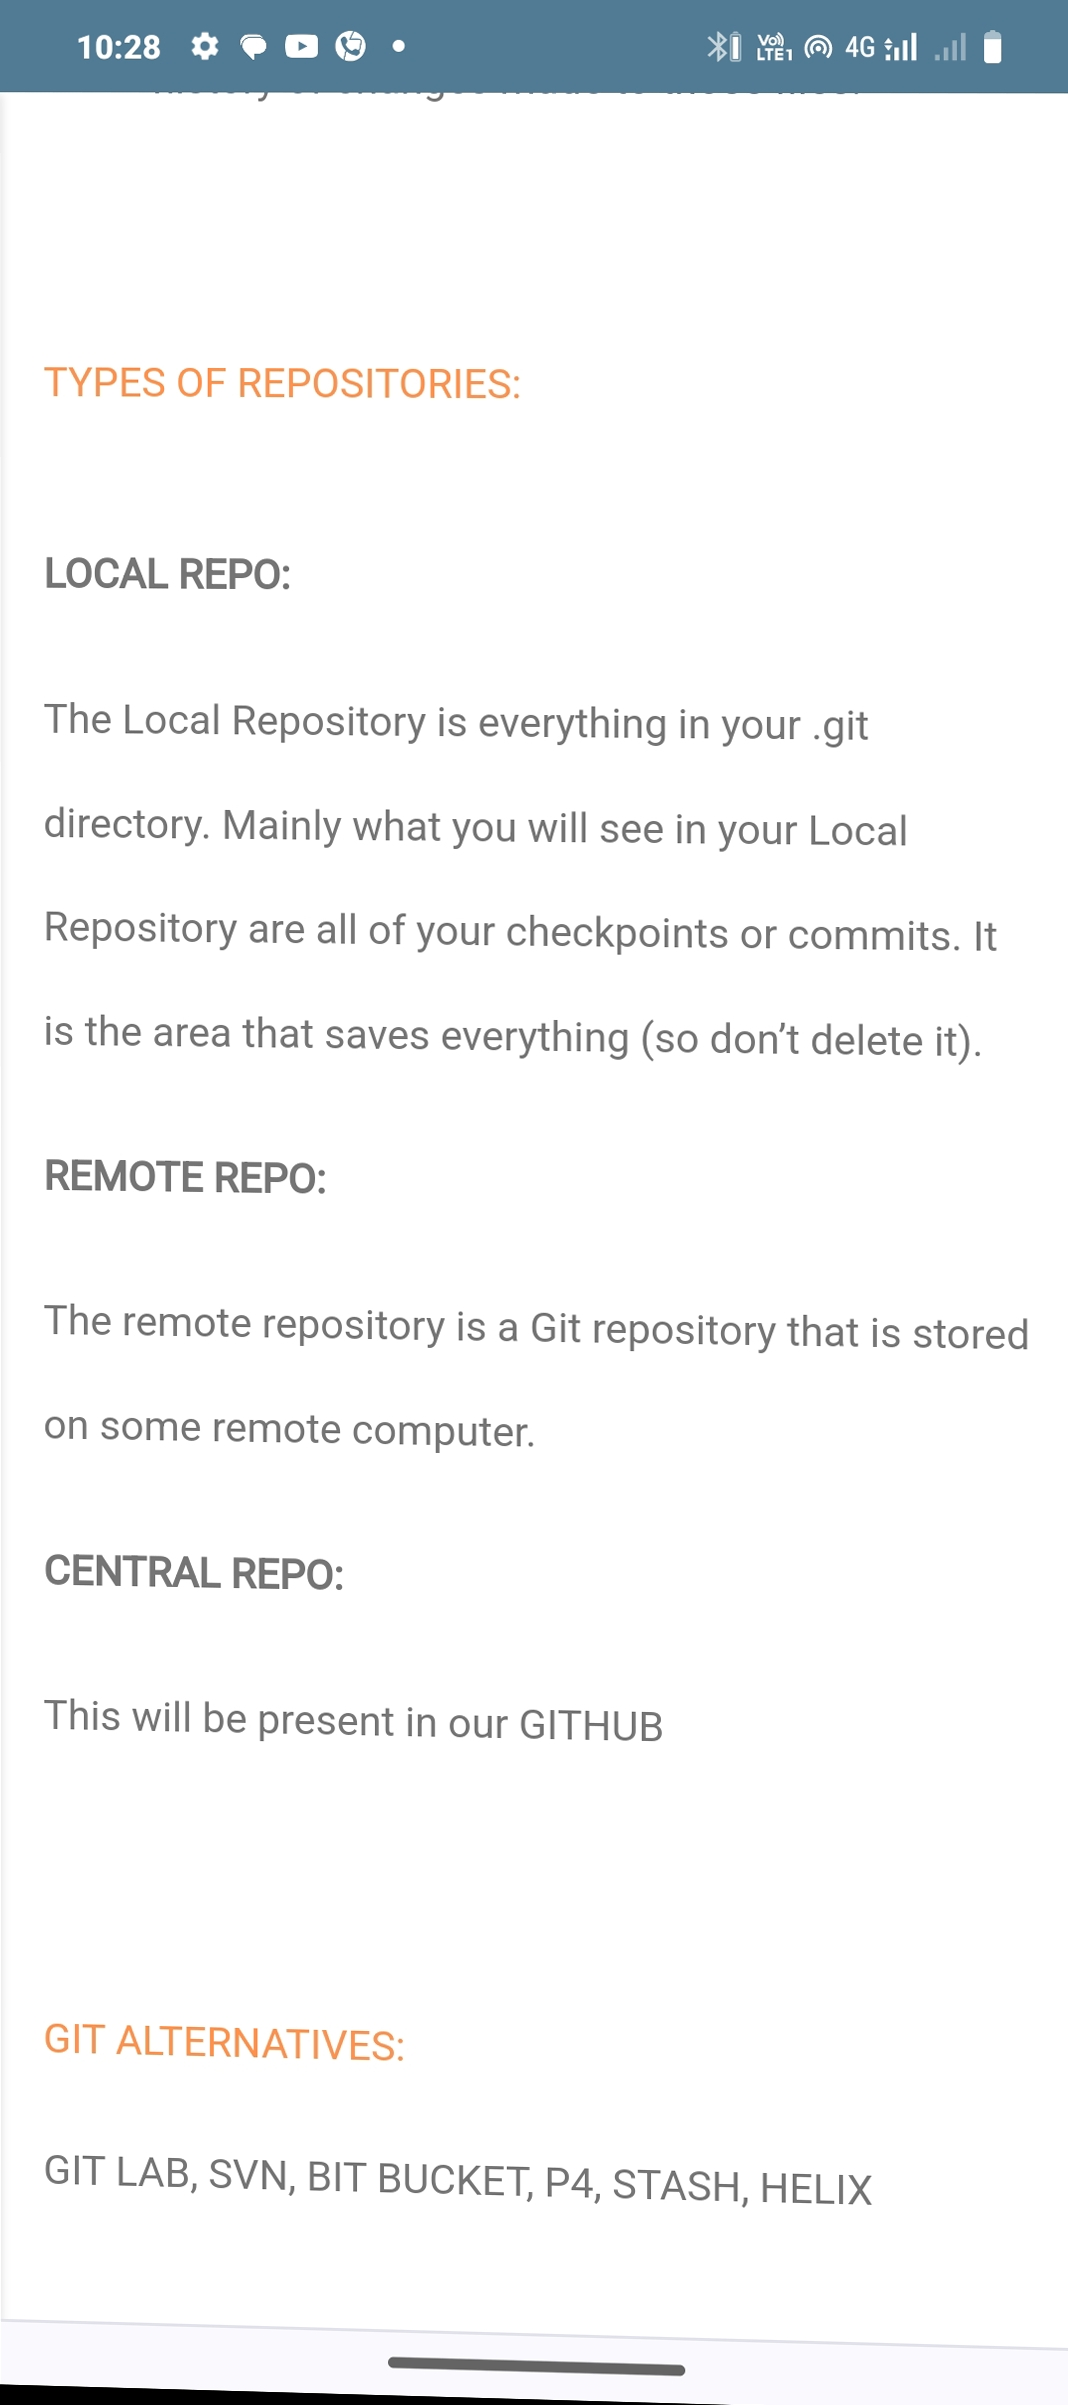 10:28
Vo) LTE1 4G
TYPES OF REPOSITORIES:
LOCAL REPO:
The Local Repository is everything in your .git
directory. Mainly what you will see in your Local
Repository are all of your checkpoints or commits. It
is the area that saves everything (so don’t delete it).
REMOTE REPO:
The remote repository is a Git repository that is stored
on some remote computer.
CENTRAL REPO:
This will be present in our GITHUB
GIT ALTERNATIVES:
GIT LAB, SVN, BIT BUCKET, P4, STASH, HELIX